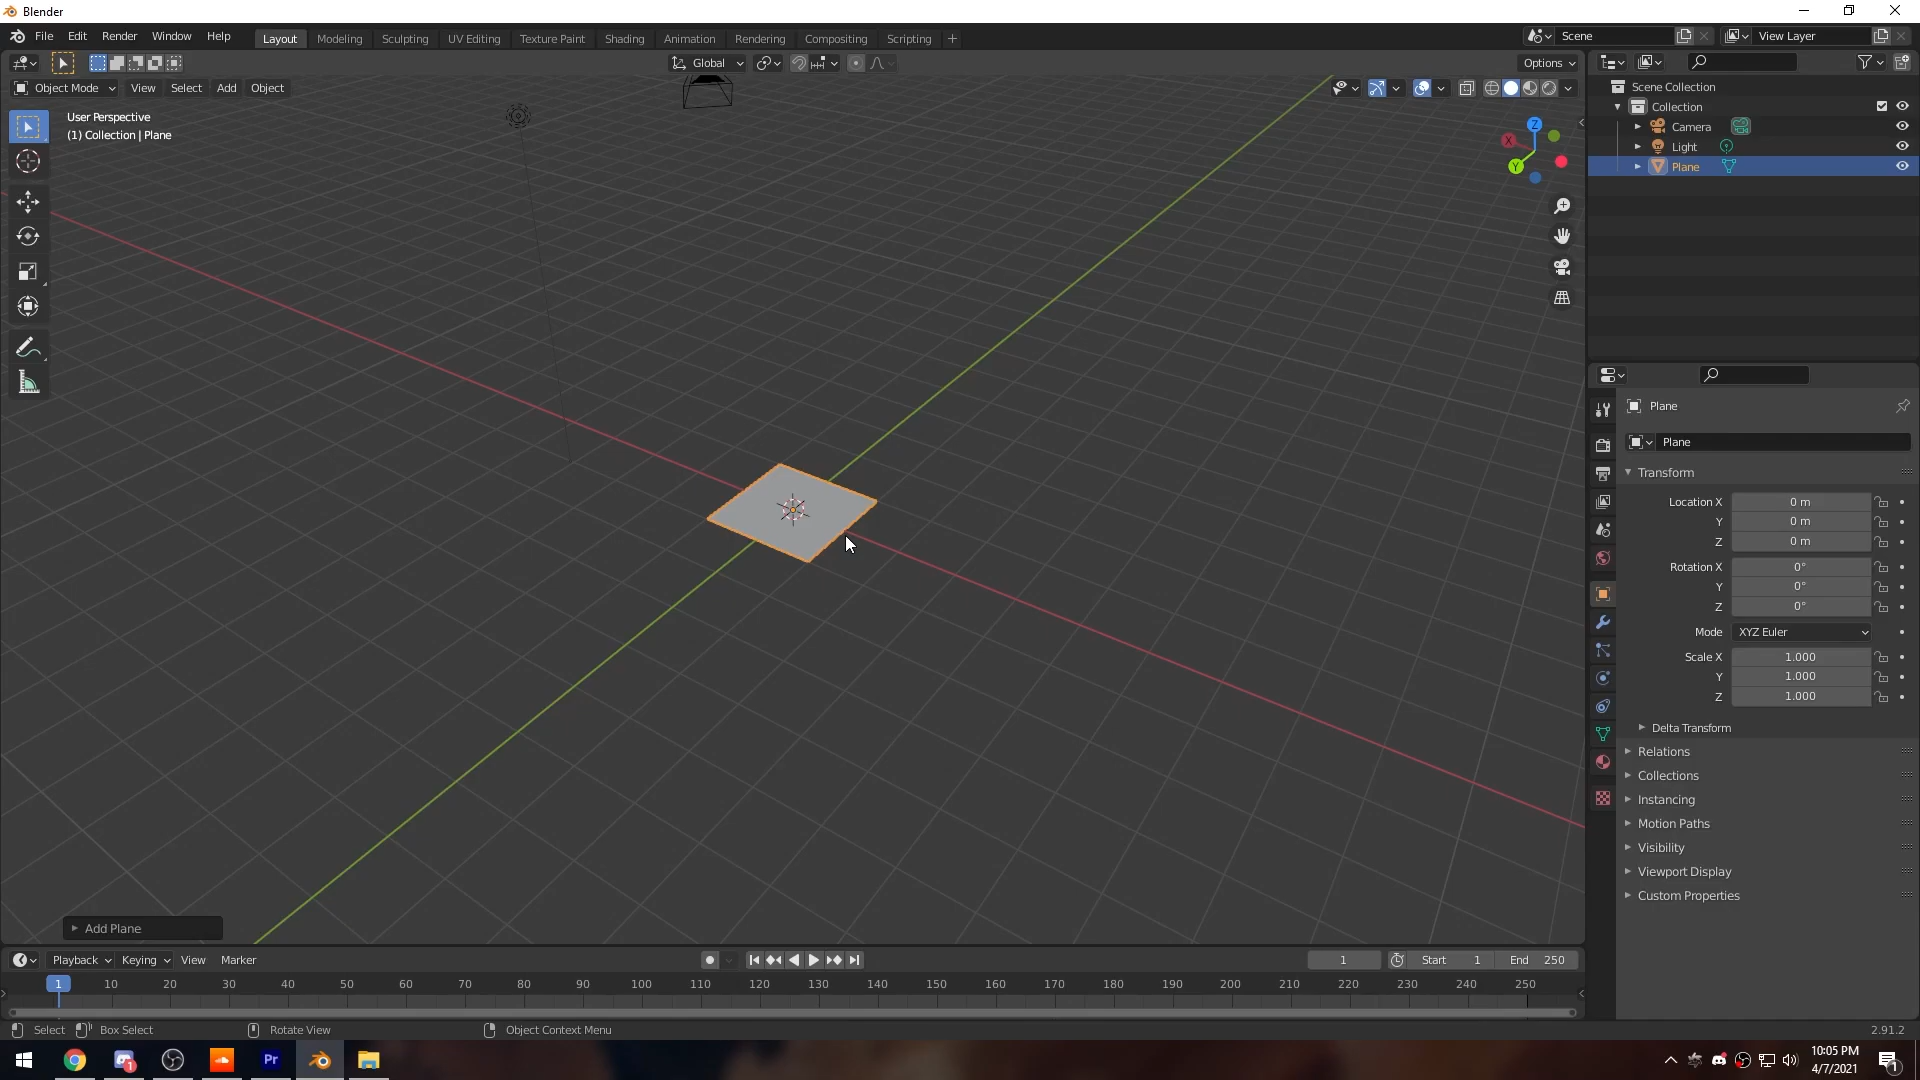 Blender
File Edit Render Window Help
Layout Modeling Sculpting UV Editing Texture Paint Shading Animation Rendering Compositing Scripting +
Scene
View Layer
Global
Options
Object Mode View Select Add Object
User Perspective
(1) Collection | Plane
Z
X
Y
Scene Collection
Collection
Camera
Light
Plane
Plane
Plane
Transform
Location X 0 m
Y 0 m
Z 0 m
Rotation X 0°
Y 0°
Z 0°
Mode XYZ Euler
Scale X 1.000
Y 1.000
Z 1.000
Delta Transform
Relations
Collections
Instancing
Motion Paths
Visibility
Viewport Display
Custom Properties
Add Plane
Playback Keying View Marker
1 Start 1 End 250
1 10 20 30 40 50 60 70 80 90 100 110 120 130 140 150 160 170 180 190 200 210 220 230 240 250
Select Box Select Rotate View Object Context Menu 2.91.2
1
Pr
10:05 PM
4/7/2021
1